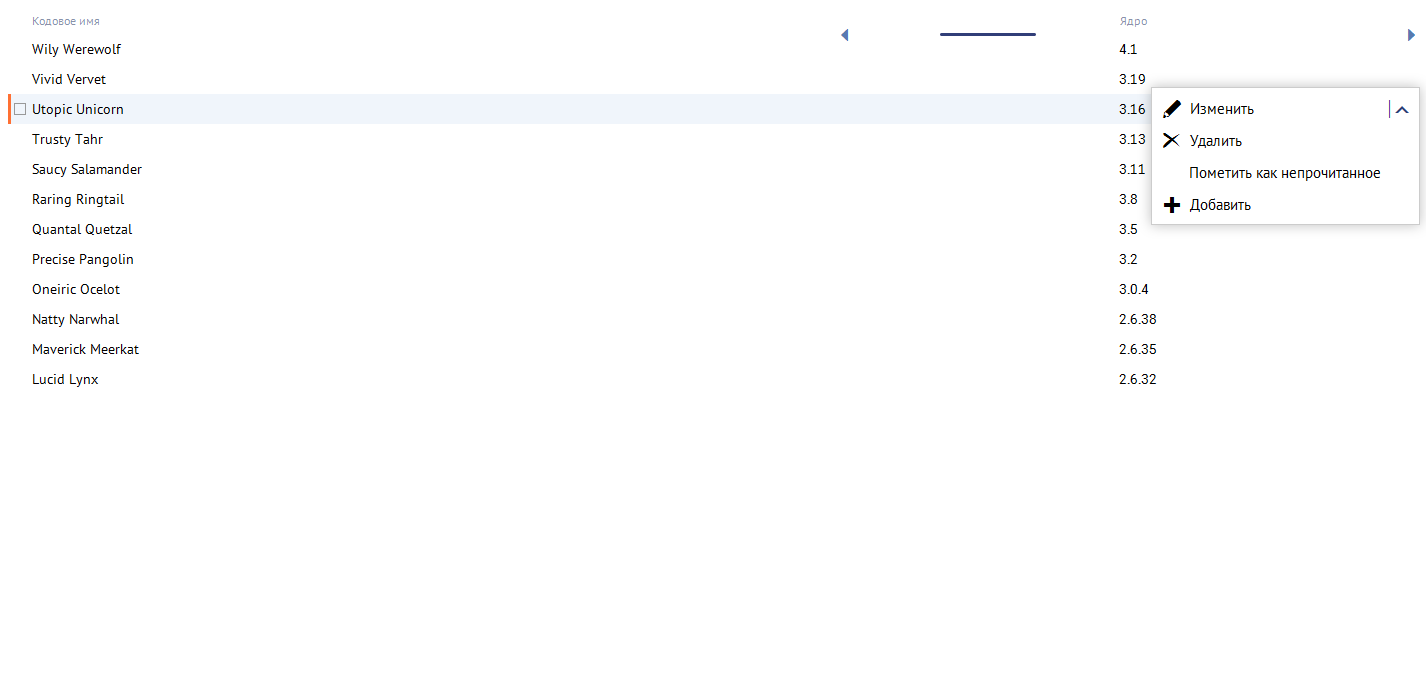 Кодовое имя Ядро
Wily Werewolf 4.1
Vivid Vervet 3.19
Utopic Unicorn 3.16 Изменить
Trusty Tahr 3.13 Удалить
Saucy Salamander 3.11 Пометить как непрочитанное
Raring Ringtail 3.8 Добавить
Quantal Quetzal 3.5
Precise Pangolin 3.2
Oneiric Ocelot 3.0.4
Natty Narwhal 2.6.38
Maverick Meerkat 2.6.35
Lucid Lynx 2.6.32